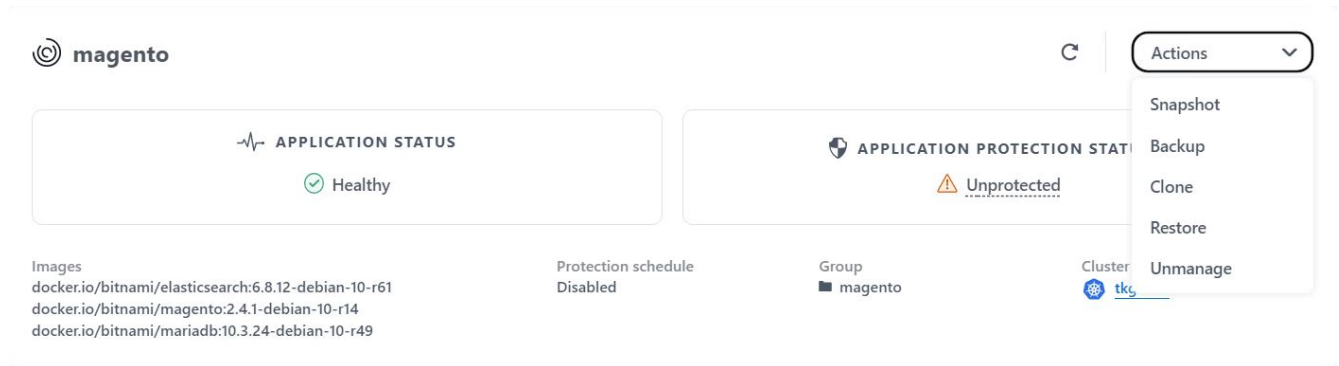 magento
Actions
Snapshot
Backup
Clone
Restore
Unmanage
APPLICATION STATUS
Healthy
APPLICATION PROTECTION
Unprotected
Images
docker.io/bitnami/elasticsearch:6.8.12-debian-10-r61
docker.io/bitnami/magento:2.4.1-debian-10-r14
docker.io/bitnami/mariadb:10.3.24-debian-10-r49
Protection schedule
Disabled
Group
magento
Cluster